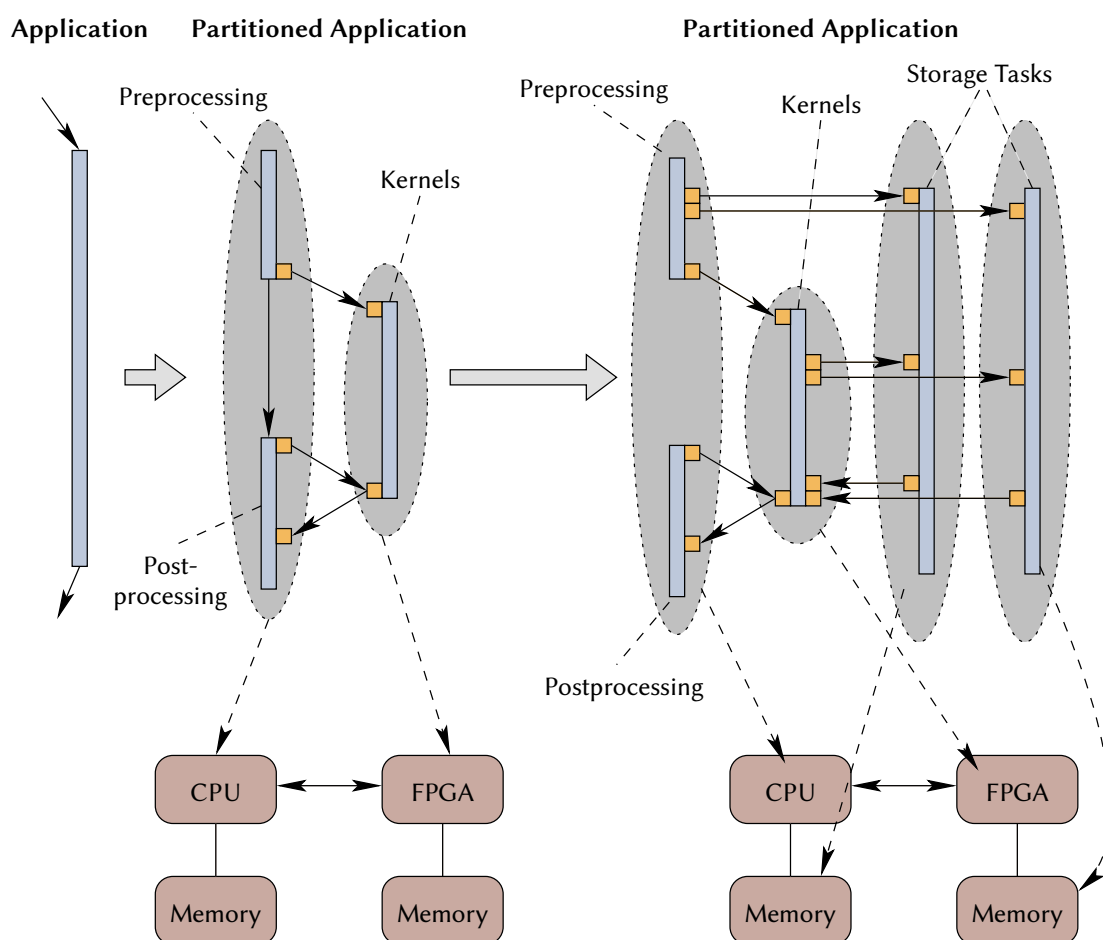 Application
Partitioned Application
Partitioned Application
Preprocessing
Kernels
Post-
processing
Preprocessing
Kernels
Storage Tasks
Postprocessing
CPU
FPGA
Memory
Memory
CPU
FPGA
Memory
Memory